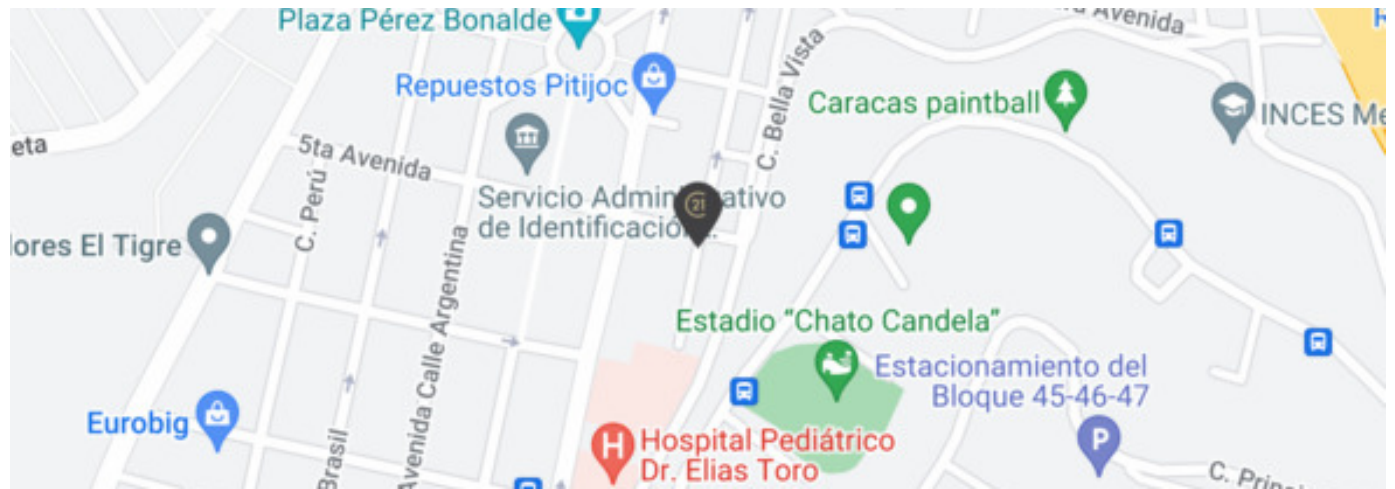 Plaza Pérez Bonalde
Avenida
Repuestos Pitijoc
C. Bella Vista
Caracas paintball
INCES Me
eta
5ta Avenida
C. Perú
Servicio Administrativo
de Identificación...
21
lores El Tigre
Avenida Calle Argentina
Estadio “Chato Candela”
Estacionamiento del
Bloque 45-46-47
P
Eurobig
Brasil
H
Hospital Pediátrico
Dr. Elias Toro
C. Princi